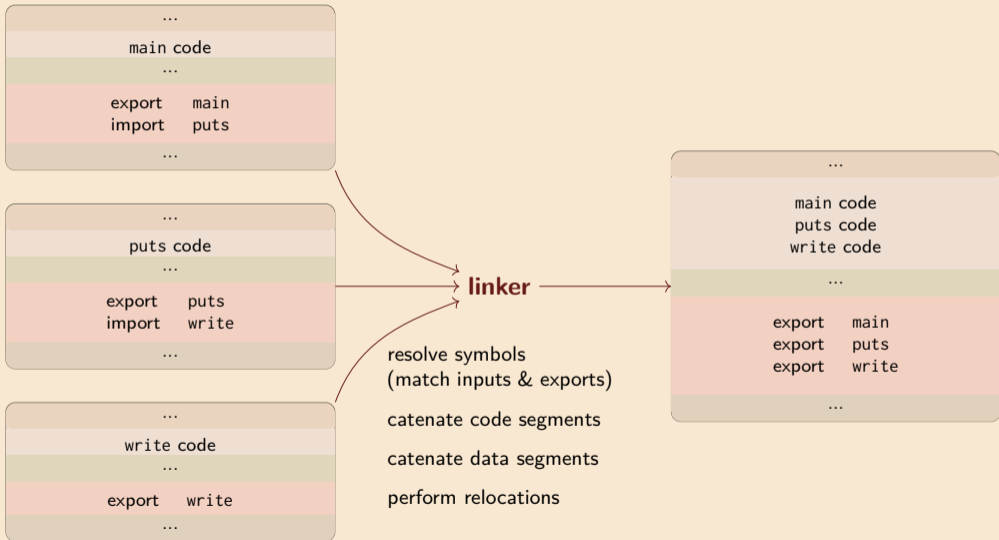 ...
main code
...
export main
import puts
...
...
puts code
...
export puts
import write
...
...
write code
...
export write
...
linker
resolve symbols
(match inputs & exports)
catenate code segments
catenate data segments
perform relocations
...
main code
puts code
write code
...
export main
export puts
export write
...